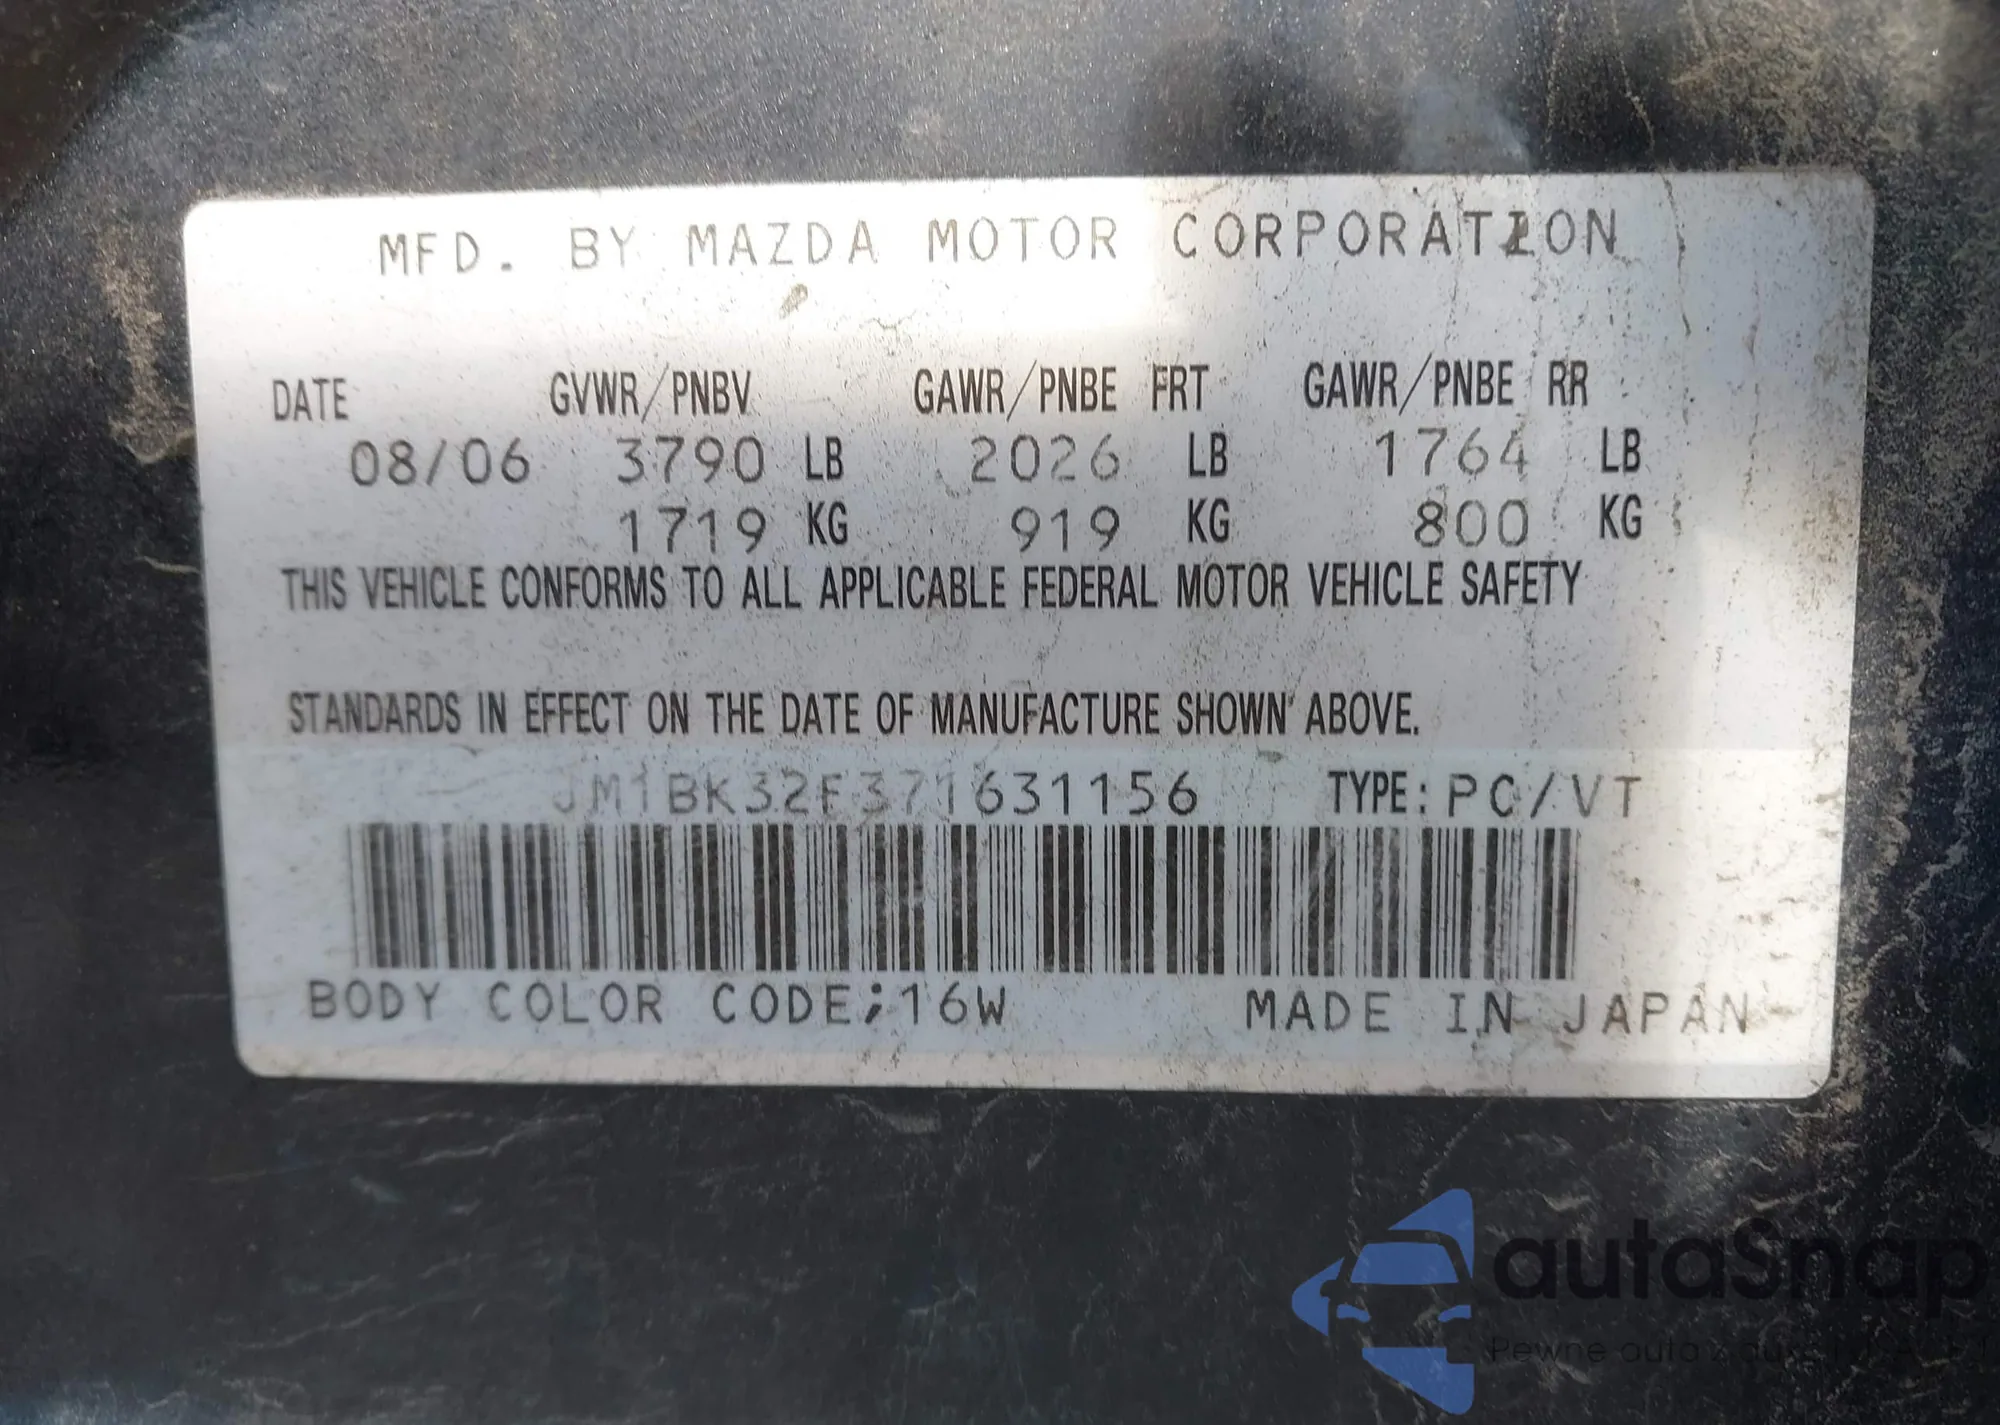 MFD. BY MAZDA MOTOR CORPORATION
DATE GVWR/PNBV GAWR/PNBE FRT GAWR/PNBE RR
08/06 3790 LB 2026 LB 1764 LB
1719 KG 919 KG 800 KG
THIS VEHICLE CONFORMS TO ALL APPLICABLE FEDERAL MOTOR VEHICLE SAFETY
STANDARDS IN EFFECT ON THE DATE OF MANUFACTURE SHOWN ABOVE.
JM1BK32F371631156 TYPE: PC/VT
BODY COLOR CODE;16W MADE IN JAPAN
autaSnap
Pewne auta z